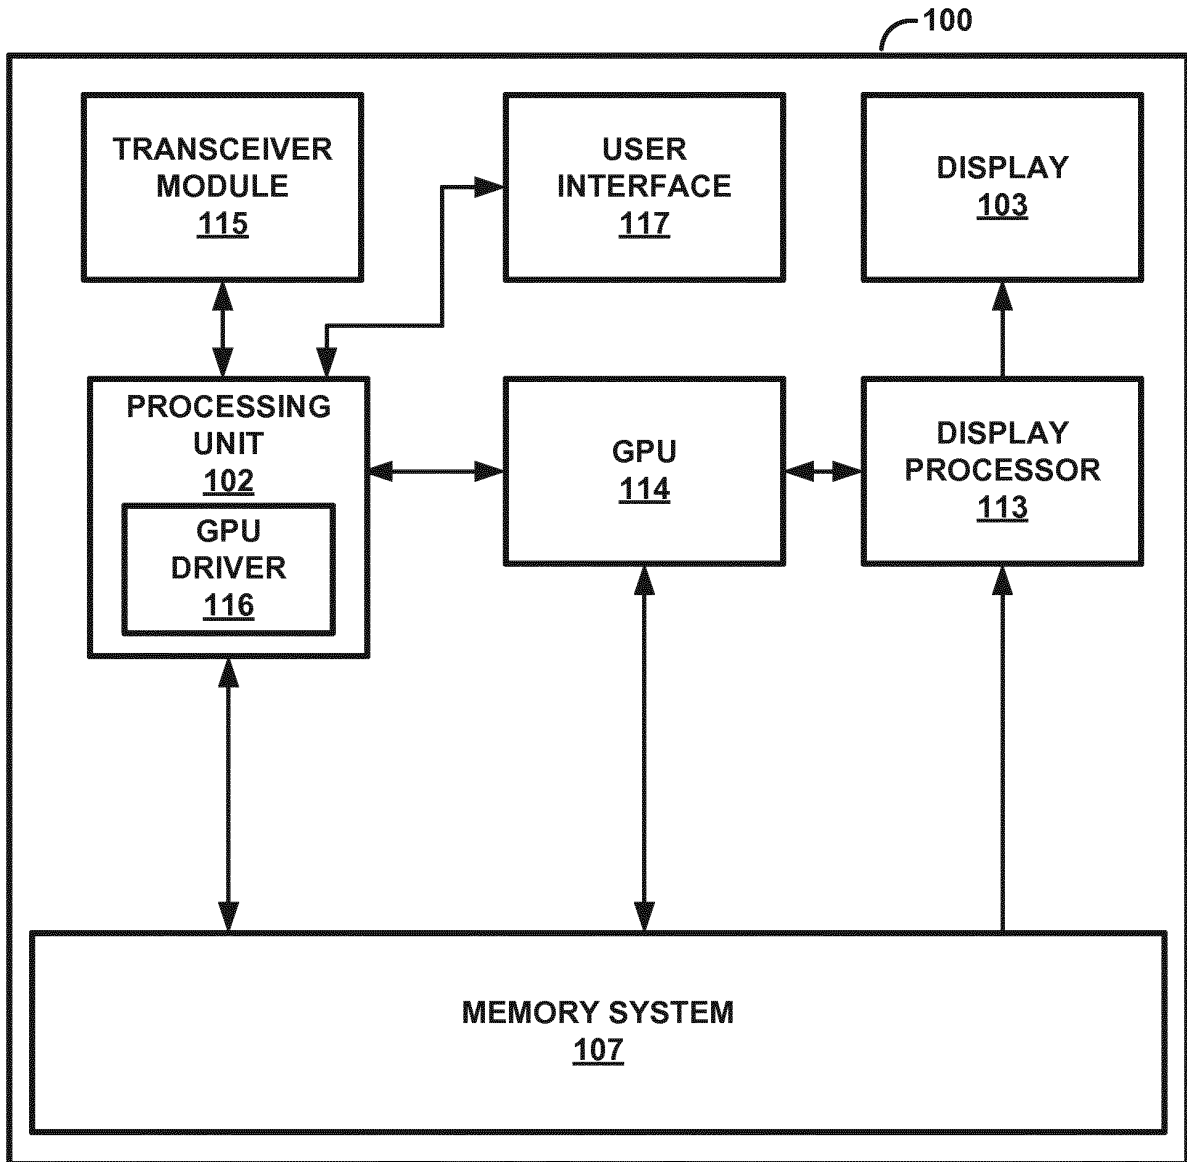 100
TRANSCEIVER
MODULE
115
USER
INTERFACE
117
DISPLAY
103
PROCESSING
UNIT
102
GPU
DRIVER
116
GPU
114
DISPLAY
PROCESSOR
113
MEMORY SYSTEM
107